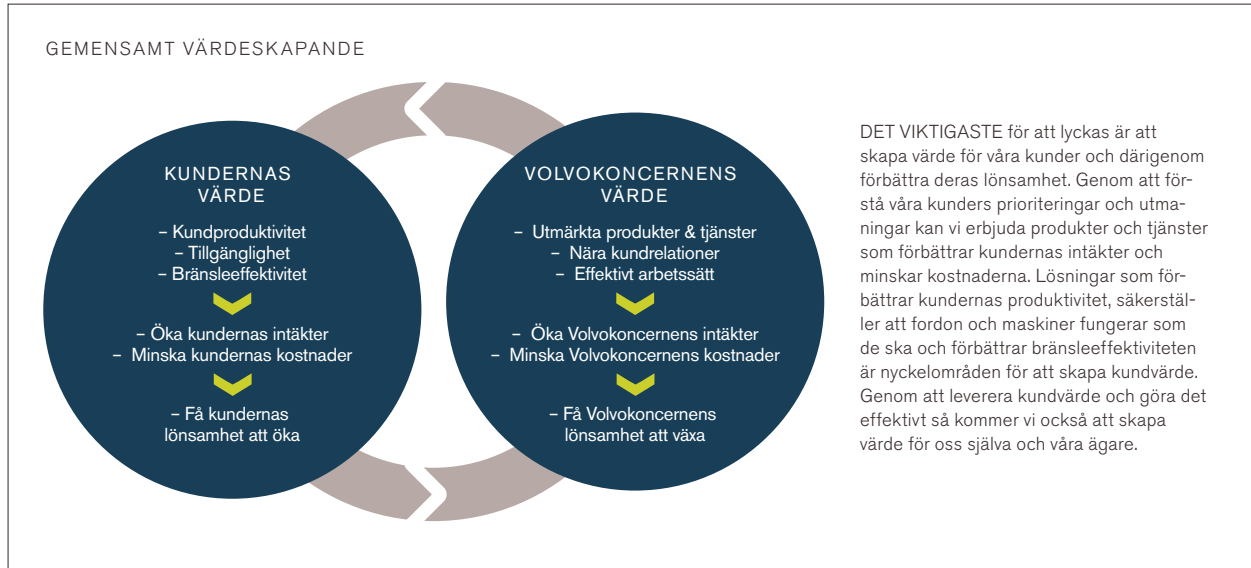 GEMENSAMT VÄRDESKAPANDE
KUNDERNAS
VÄRDE
– Kundproduktivitet
– Tillgänglighet
– Bränsleeffektivitet
– Öka kundernas intäkter
– Minska kundernas kostnader
– Få kundernas
lönsamhet att öka
VOLVOKONCERNENS
VÄRDE
– Utmärkta produkter & tjänster
– Nära kundrelationer
– Effektivt arbetssätt
– Öka Volvokoncernens intäkter
– Minska Volvokoncernens kostnader
– Få Volvokoncernens
lönsamhet att växa
DET VIKTIGASTE för att lyckas är att
skapa värde för våra kunder och därigenom
förbättra deras lönsamhet. Genom att för-
stå våra kunders prioriteringar och utma-
ningar kan vi erbjuda produkter och tjänster
som förbättrar kundernas intäkter och
minskar kostnaderna. Lösningar som för-
bättrar kundernas produktivitet, säkerstäl-
ler att fordon och maskiner fungerar som
de ska och förbättrar bränsleeffektiviteten
är nyckelområden för att skapa kundvärde.
Genom att leverera kundvärde och göra det
effektivt så kommer vi också att skapa
värde för oss själva och våra ägare.